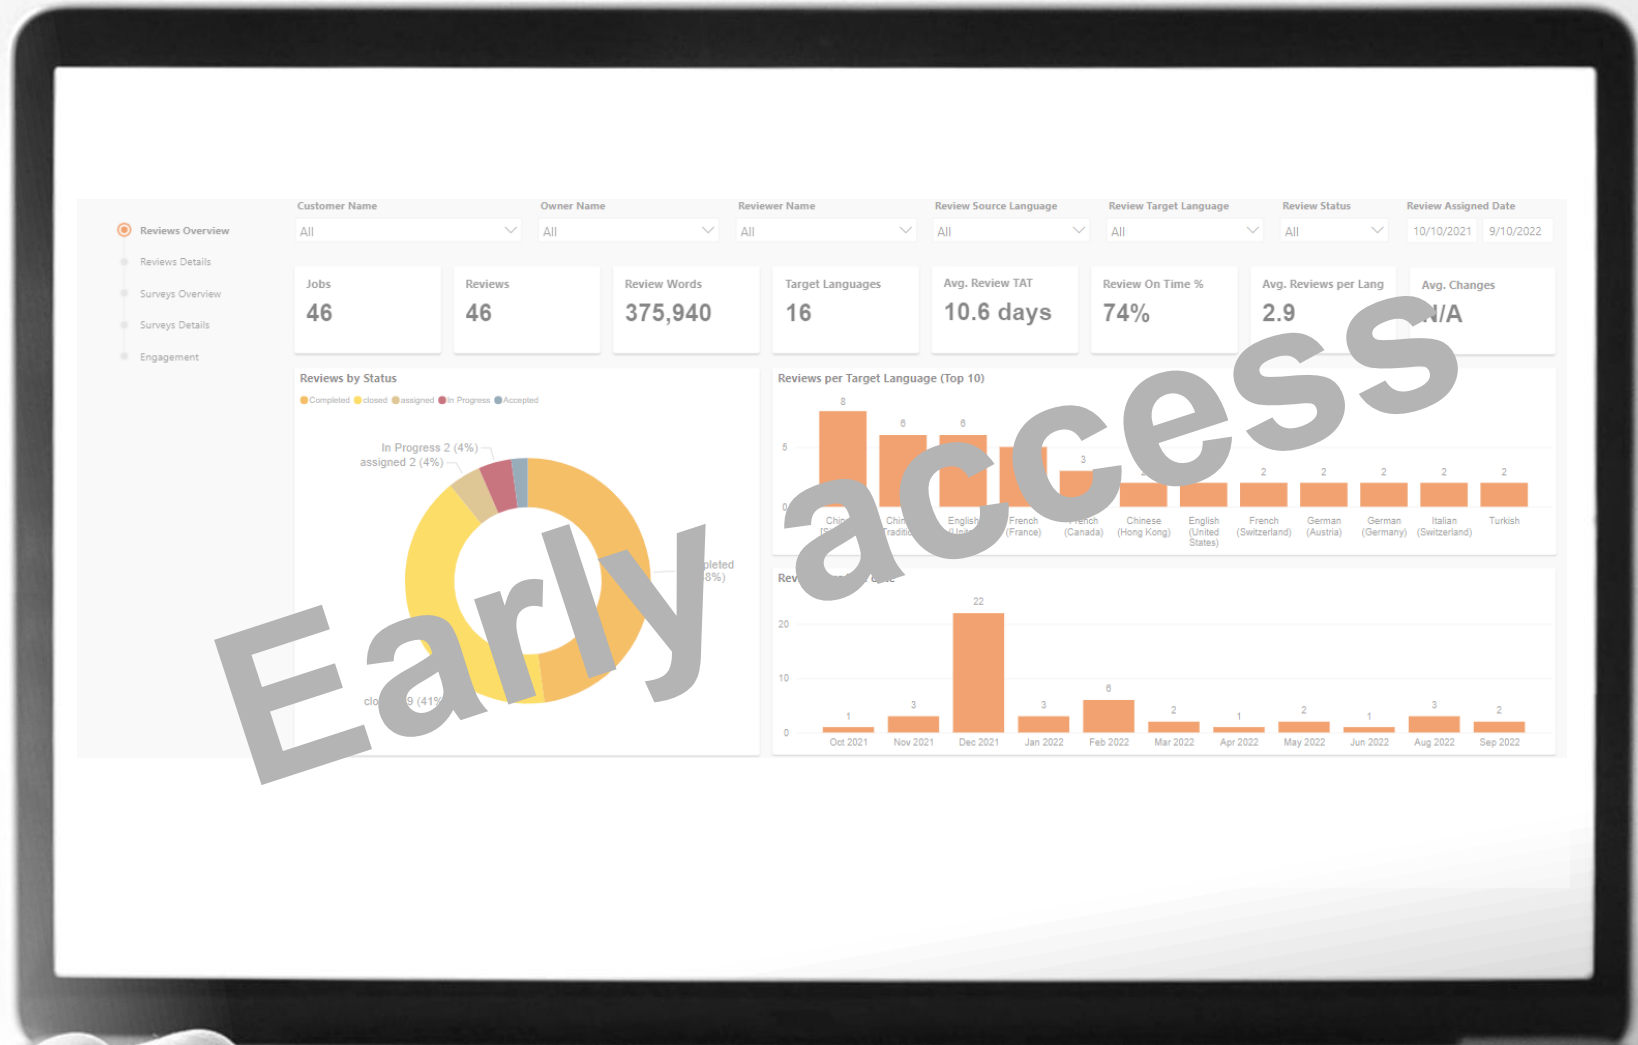 Customer Name
Owner Name
Reviewer Name
Review Source Language
Review Target Language
Review Status
Review Assigned Date
All
All
All
All
All
All
10/10/2021
9/10/2022
Reviews Overview
Reviews Details
Surveys Overview
Surveys Details
Engagement
Jobs
46
Reviews
46
Review Words
375,940
Target Languages
16
Avg. Review TAT
10.6 days
Review On Time %
74%
Avg. Reviews per Lang
2.9
Avg. Changes
N/A
Reviews by Status
Completed closed assigned In Progress Accepted
In Progress 2 (4%)
assigned 2 (4%)
Reviews per Target Language (Top 10)
8
6
6
3
2
2
2
2
2
2
5
0
English
French
(France)
French
(Canada)
Chinese
(Hong Kong)
English
(United
States)
French
(Switzerland)
German
(Austria)
German
(Germany)
Italian
(Switzerland)
Turkish
22
20
10
0
1
3
3
6
2
1
2
1
3
2
Oct 2021
Nov 2021
Dec 2021
Jan 2022
Feb 2022
Mar 2022
Apr 2022
May 2022
Jun 2022
Aug 2022
Sep 2022
Early access